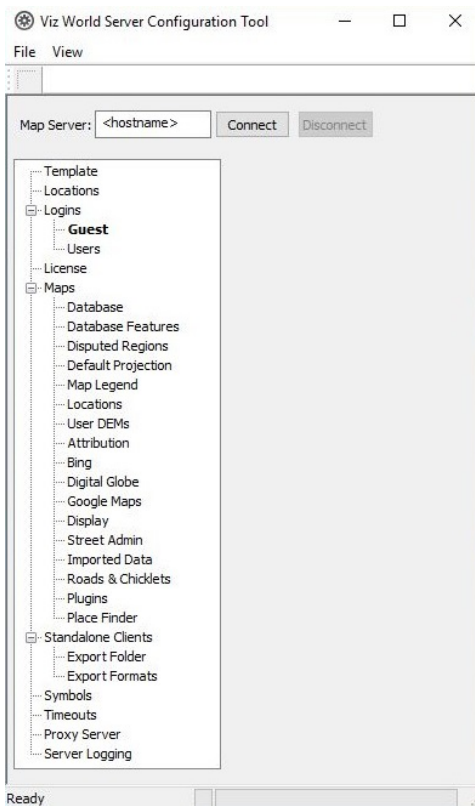 Viz World Server Configuration Tool
File View
Map Server: <hostname> Connect Disconnect
Template
Locations
Logins
Guest
Users
License
Maps
Database
Database Features
Disputed Regions
Default Projection
Map Legend
Locations
User DEMs
Attribution
Bing
Digital Globe
Google Maps
Display
Street Admin
Imported Data
Roads & Chicklets
Plugins
Place Finder
Standalone Clients
Export Folder
Export Formats
Symbols
Timeouts
Proxy Server
Server Logging
Ready